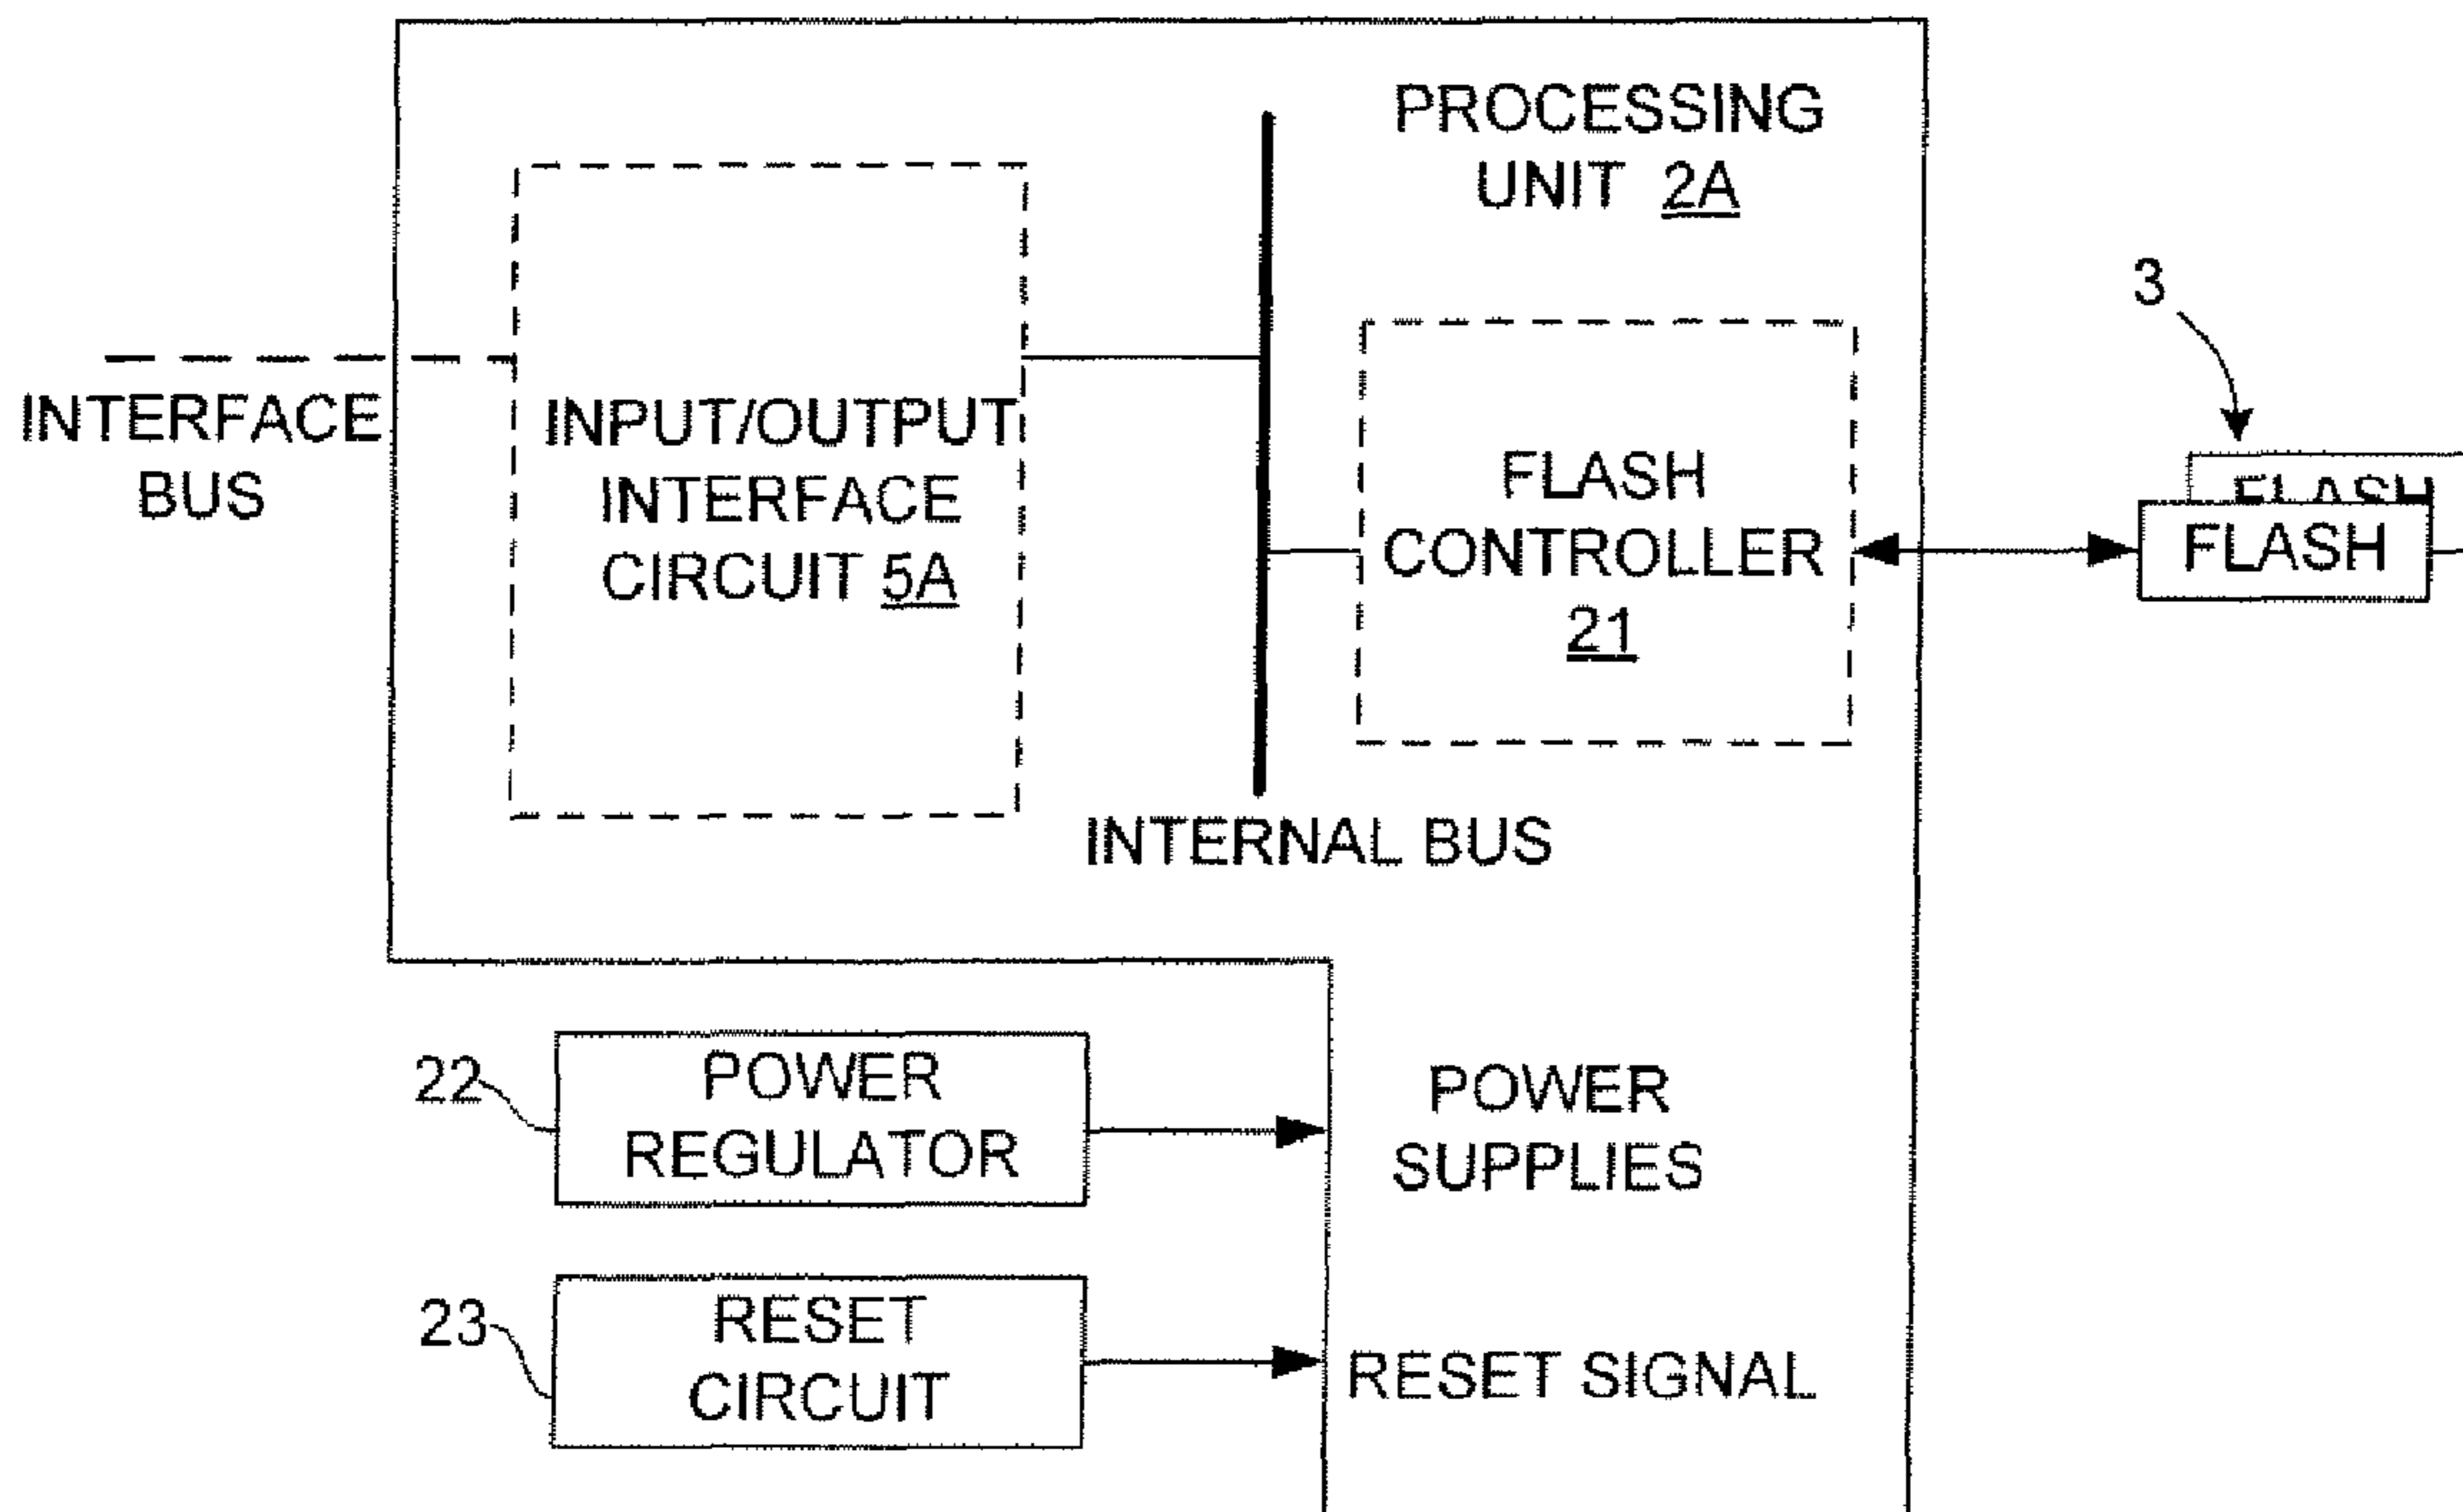 PROCESSING
UNIT 2A
INTERFACE
BUS
INPUT/OUTPUT
INTERFACE
CIRCUIT 5A
FLASH
CONTROLLER
21
INTERNAL BUS
3
FLASH
FLASH
22
POWER
REGULATOR
POWER
SUPPLIES
23
RESET
CIRCUIT
RESET SIGNAL